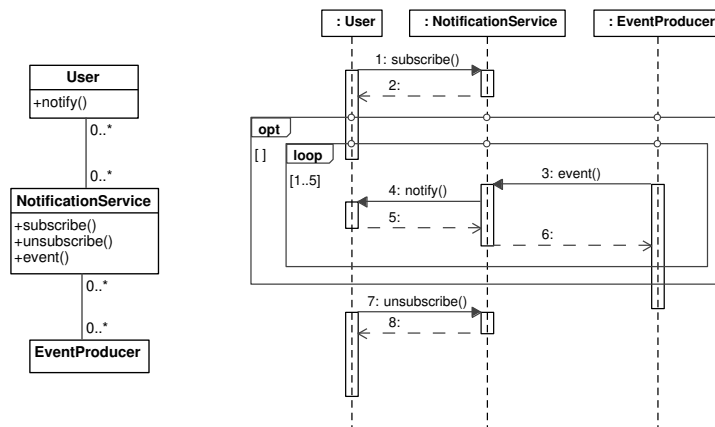 User
+notify()
0..*
0..*
NotificationService
+subscribe()
+unsubscribe()
+event()
0..*
0..*
EventProducer
: User
: NotificationService
: EventProducer
1: subscribe()
2:
opt
[ ]
loop
[1..5]
3: event()
4: notify()
5:
6:
7: unsubscribe()
8: